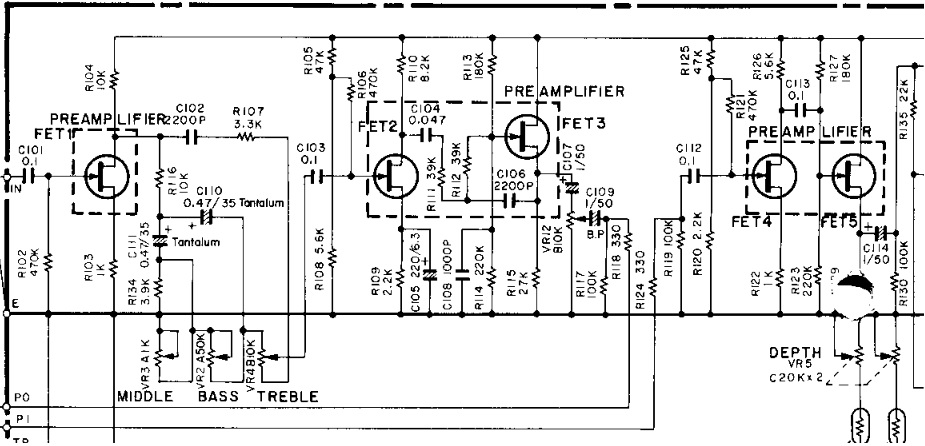 R104 10K
PREAMPLIFIER
FET1
C101 0.1
IN
R102 470K
R103 1K
C102 2200P
R107 3.3K
R116 10K
C110 0.47/35 Tantalum
C111 0.47/35 Tantalum
R134 3.9K
E
VR3 A1K
VR2 A50K
VR4 B10K
MIDDLE BASS TREBLE
PO
PI
C103 0.1
R105 47K
R106 470K
R108 5.6K
R110 8.2K
FET2
C104 0.047
R111 39K
R112 39K
R113 180K
PREAMPLIFIER
FET3
C106 2200P
C107 1/50
C109 1/50 B.P
VR12 B10K
R109 2.2K
C105 220/6.3
C108 1000P
R114 220K
R115 27K
R117 100K
R118 330
R124 330
R119 100K
R120 2.2K
C112 0.1
R125 47K
R121 470K
R126 5.6K
C113 0.1
R127 180K
PREAMPLIFIER
FET4
FET5
R122 1K
R123 220K
C114 1/50
R130 100K
R135 22K
DEPTH
VR5
C20K×2